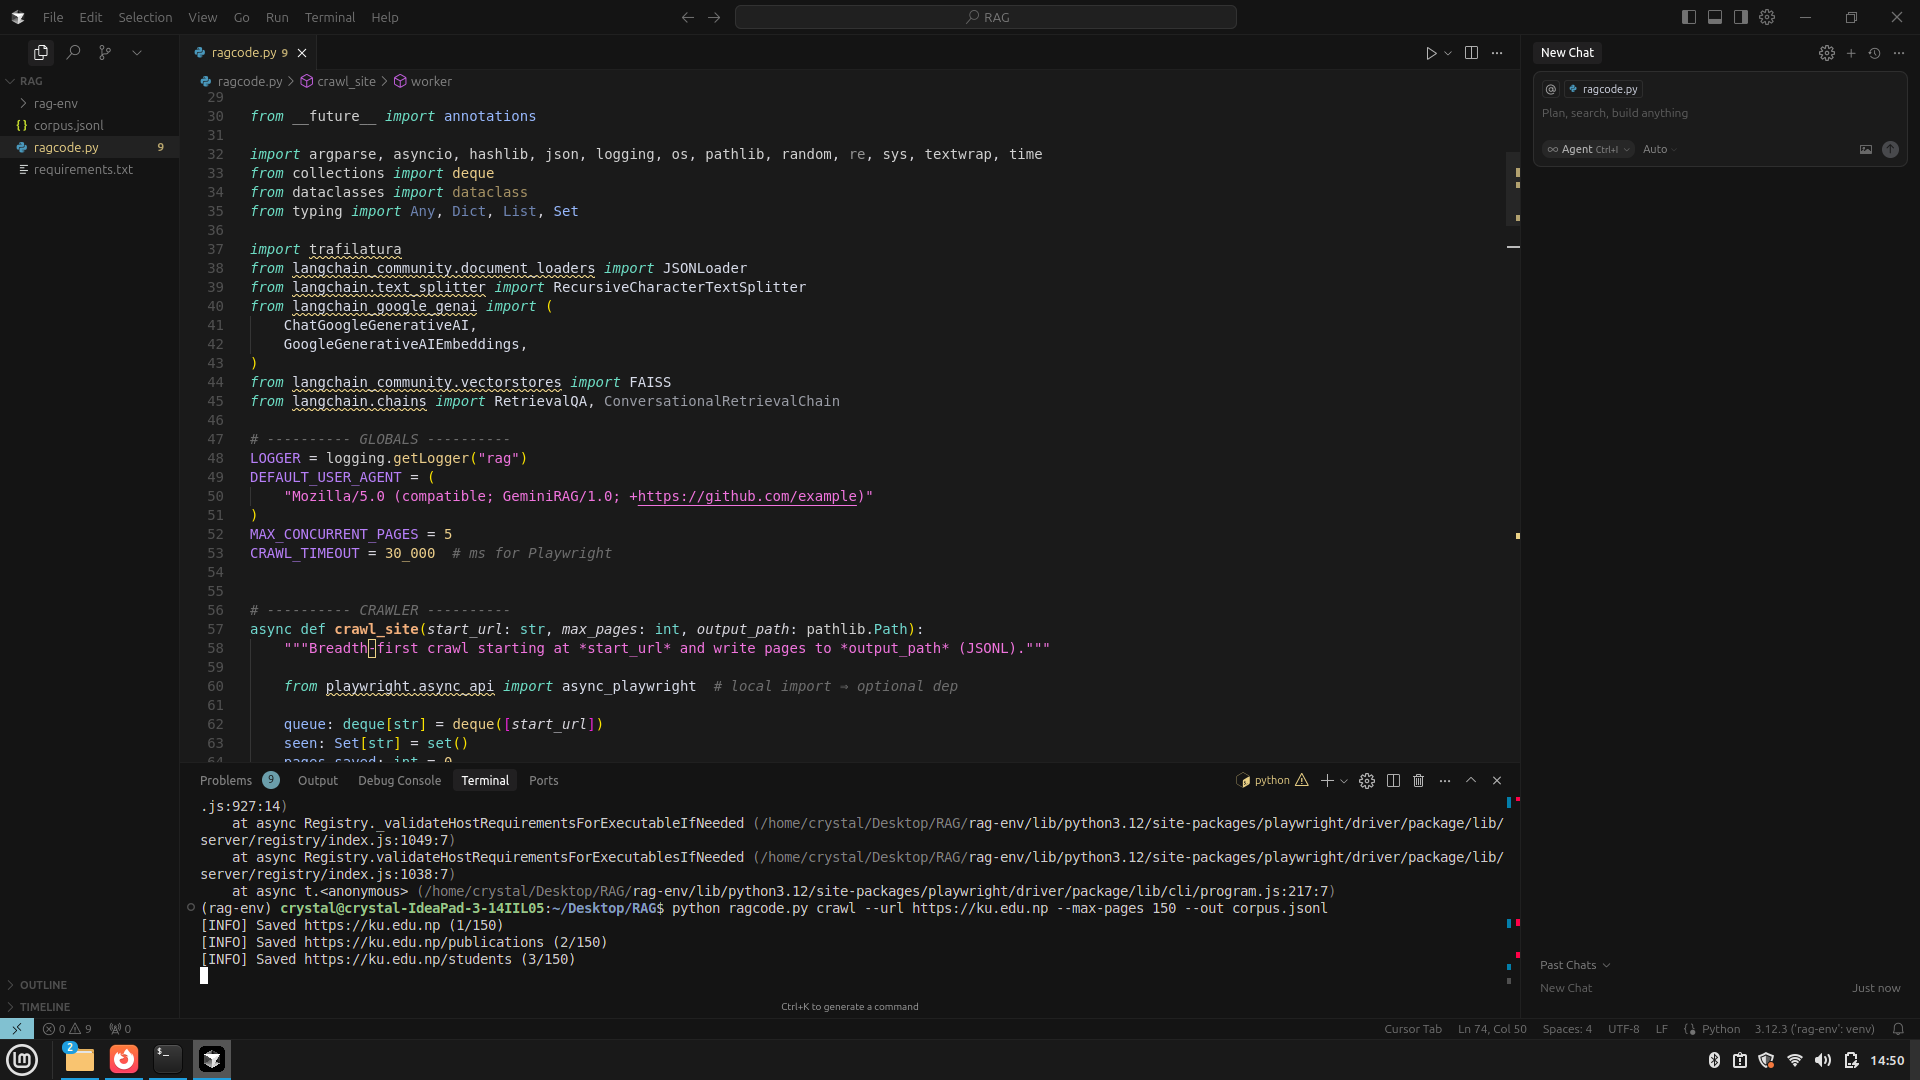 File Edit Selection View Go Run Terminal Help
RAG
ragcode.py 9
New Chat
RAG
rag-env
corpus.jsonl
ragcode.py 9
requirements.txt
OUTLINE
TIMELINE
ragcode.py > crawl_site > worker
29
30 from __future__ import annotations
31
32 import argparse, asyncio, hashlib, json, logging, os, pathlib, random, re, sys, textwrap, time
33 from collections import deque
34 from dataclasses import dataclass
35 from typing import Any, Dict, List, Set
36
37 import trafilatura
38 from langchain_community.document_loaders import JSONLoader
39 from langchain.text_splitter import RecursiveCharacterTextSplitter
40 from langchain_google_genai import (
41 ChatGoogleGenerativeAI,
42 GoogleGenerativeAIEmbeddings,
43 )
44 from langchain_community.vectorstores import FAISS
45 from langchain.chains import RetrievalQA, ConversationalRetrievalChain
46
47 # ---------- GLOBALS ----------
48 LOGGER = logging.getLogger("rag")
49 DEFAULT_USER_AGENT = (
50 "Mozilla/5.0 (compatible; GeminiRAG/1.0; +https://github.com/example)"
51 )
52 MAX_CONCURRENT_PAGES = 5
53 CRAWL_TIMEOUT = 30_000 # ms for Playwright
54
55
56 # ---------- CRAWLER ----------
57 async def crawl_site(start_url: str, max_pages: int, output_path: pathlib.Path):
58 """Breadth-first crawl starting at *start_url* and write pages to *output_path* (JSONL)."""
59
60 from playwright.async_api import async_playwright # local import → optional dep
61
62 queue: deque[str] = deque([start_url])
63 seen: Set[str] = set()
64 pages_saved: int = 0
Problems 9 Output Debug Console Terminal Ports
python
.js:927:14)
at async Registry._validateHostRequirementsForExecutableIfNeeded (/home/crystal/Desktop/RAG/rag-env/lib/python3.12/site-packages/playwright/driver/package/lib/
server/registry/index.js:1049:7)
at async Registry.validateHostRequirementsForExecutablesIfNeeded (/home/crystal/Desktop/RAG/rag-env/lib/python3.12/site-packages/playwright/driver/package/lib/
server/registry/index.js:1038:7)
at async t.<anonymous> (/home/crystal/Desktop/RAG/rag-env/lib/python3.12/site-packages/playwright/driver/package/lib/cli/program.js:217:7)
(rag-env) crystal@crystal-IdeaPad-3-14IIL05:~/Desktop/RAG$ python ragcode.py crawl --url https://ku.edu.np --max-pages 150 --out corpus.jsonl
[INFO] Saved https://ku.edu.np (1/150)
[INFO] Saved https://ku.edu.np/publications (2/150)
[INFO] Saved https://ku.edu.np/students (3/150)
Ctrl+K to generate a command
@ ragcode.py
Plan, search, build anything
∞ Agent Ctrl+I Auto
Past Chats
New Chat Just now
0 9 0
Cursor Tab Ln 74, Col 50 Spaces: 4 UTF-8 LF Python 3.12.3 ('rag-env': venv)
2
14:50